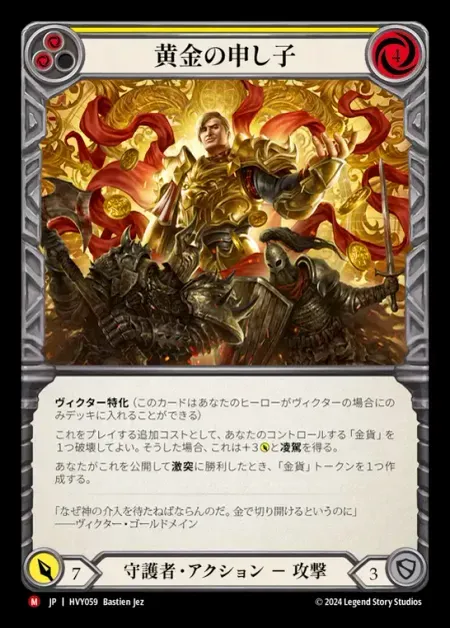 黄金の申し子
4
ヴィクター特化 (このカードはあなたのヒーローがヴィクターの場合にの
みデッキに入れることができる)
これをプレイする追加コストとして、あなたのコントロールする「金貨」を
1つ破壊してよい。そうした場合、これは+3と凌駕を得る。
あなたがこれを公開して激突に勝利したとき、「金貨」トークンを1つ作
成する。
「なぜ神の介入を待たねばならんのだ。金で切り開けるというのに」
──ヴィクター・ゴールドメイン
7
守護者・アクション ー 攻撃
3
M JP | HVY059 Bastien Jez
© 2024 Legend Story Studios